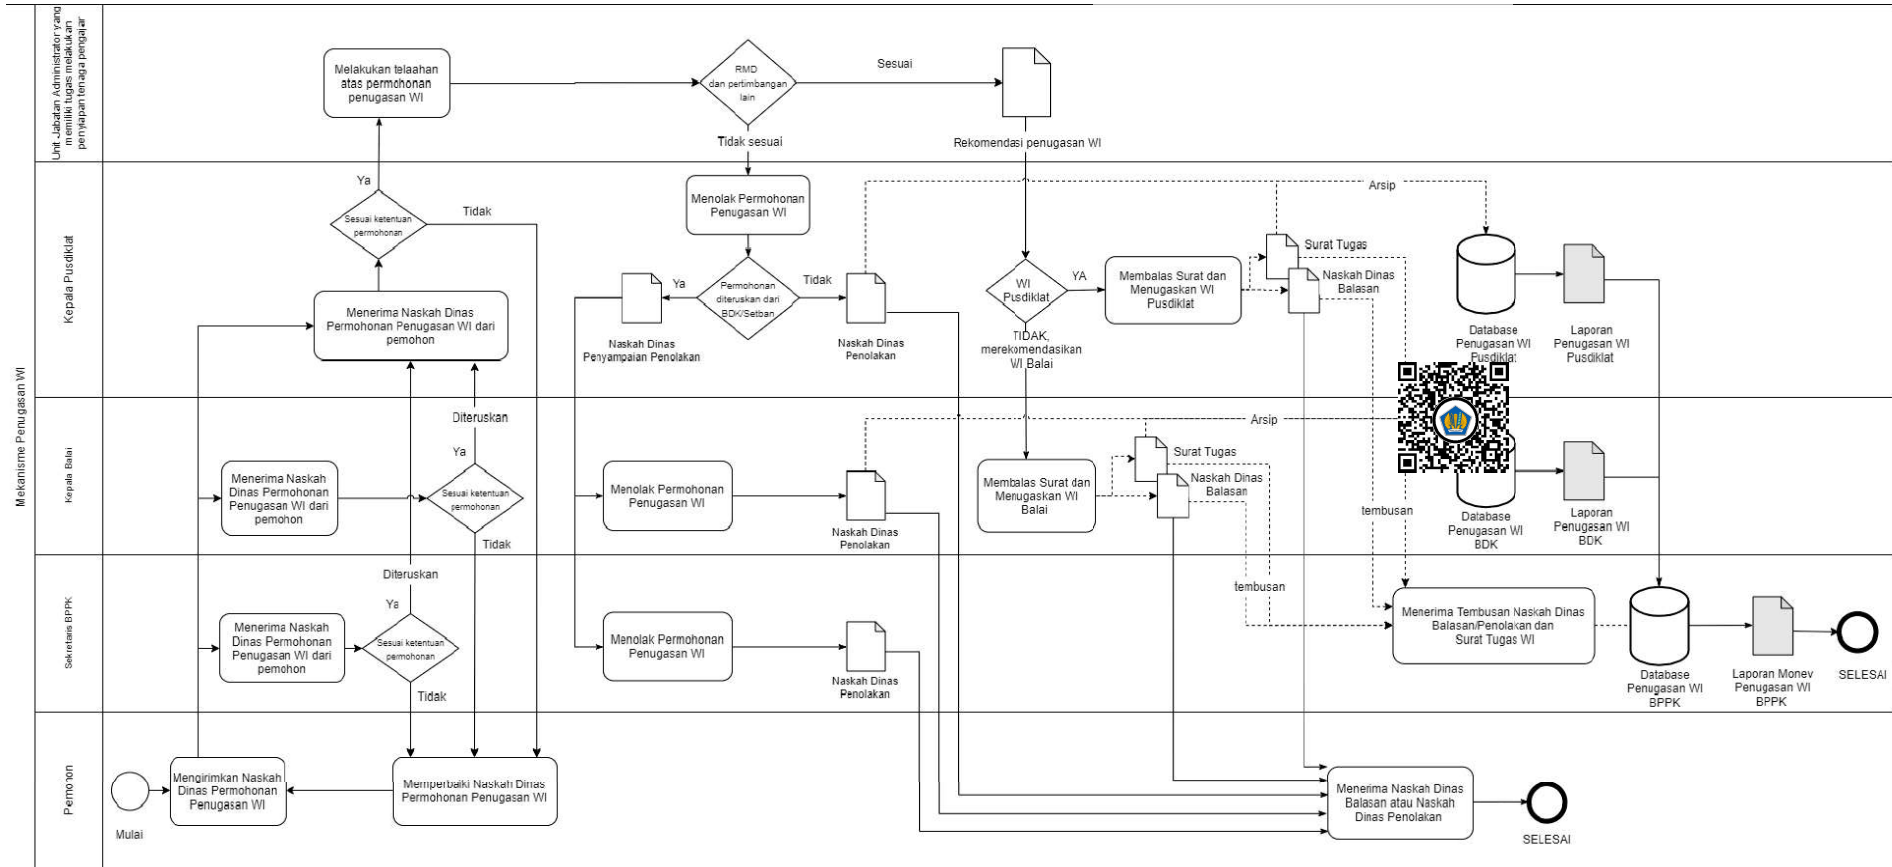 Mekanisme Penugasan WI
Unit Jabatan Administrator yang
memiliki tugas melakukan
penyiapan tenaga pengajar
Melakukan telaahan
atas permohonan
penugasan WI
RMD
dan pertimbangan
lain
Sesuai
Tidak sesuai
Rekomendasi penugasan WI
Kepala Pusdiklat
Ya
Sesuai ketentuan
permohonan
Tidak
Menerima Naskah Dinas
Permohonan Penugasan WI dari
pemohon
Menolak Permohonan
Penugasan WI
Permohonan
diteruskan dari
BDK/Setban
Ya
Tidak
Naskah Dinas
Penyampaian Penolakan
Naskah Dinas
Penolakan
WI
Pusdiklat
YA
TIDAK,
merekomendasikan
WI Balai
Membalas Surat dan
Menugaskan WI
Pusdiklat
Surat Tugas
Naskah Dinas
Balasan
Arsip
Database
Penugasan WI
Pusdiklat
Laporan
Penugasan WI
Pusdiklat
Kepala Balai
Menerima Naskah
Dinas Permohonan
Penugasan WI dari
pemohon
Diteruskan
Ya
Sesuai ketentuan
permohonan
Tidak
Menolak Permohonan
Penugasan WI
Naskah Dinas
Penolakan
Membalas Surat dan
Menugaskan WI
Balai
Surat Tugas
Naskah Dinas
Balasan
Arsip
tembusan
Database
Penugasan WI
BDK
Laporan
Penugasan WI
BDK
Sekretaris BPPK
Menerima Naskah
Dinas Permohonan
Penugasan WI dari
pemohon
Diteruskan
Ya
Sesuai ketentuan
permohonan
Tidak
Menolak Permohonan
Penugasan WI
Naskah Dinas
Penolakan
tembusan
Menerima Tembusan Naskah Dinas
Balasan/Penolakan dan
Surat Tugas WI
Database
Penugasan WI
BPPK
Laporan Monev
Penugasan WI
BPPK
SELESAI
Pemohon
Mulai
Mengirimkan Naskah
Dinas Permohonan
Penugasan WI
Memperbaiki Naskah Dinas
Permohonan Penugasan WI
Menerima Naskah Dinas
Balasan atau Naskah
Dinas Penolakan
SELESAI